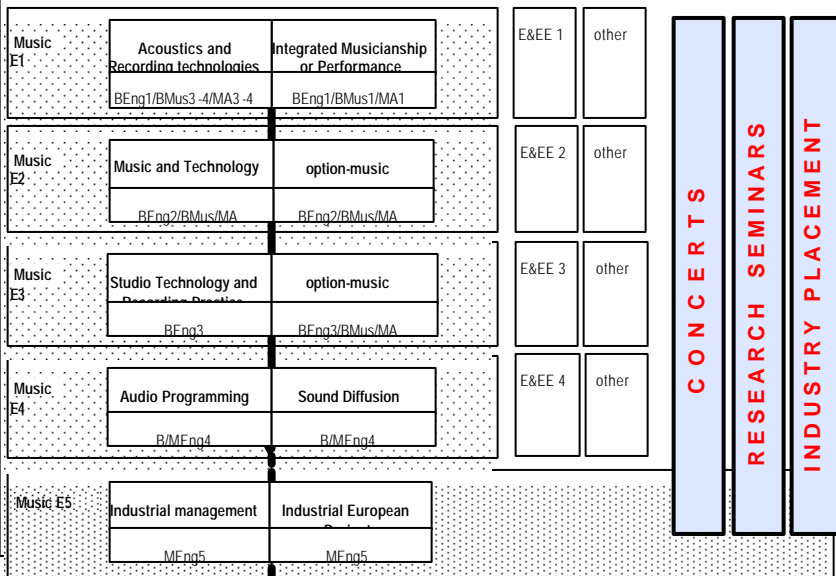 Music
E1
Acoustics and
Recording technologies
Integrated Musicianship
or Performance
BEng1/BMus3 -4/MA3 -4
BEng1/BMus1/MA1
E&EE 1
other
Music
E2
Music and Technology
option-music
BEng2/BMus/MA
BEng2/BMus/MA
E&EE 2
other
Music
E3
Studio Technology and
Recording Practice
option-music
BEng3
BEng3/BMus/MA
E&EE 3
other
Music
E4
Audio Programming
Sound Diffusion
B/MEng4
B/MEng4
E&EE 4
other
Music E5
Industrial management
Industrial European
MEng5
MEng5
CONCERTS
RESEARCH SEMINARS
INDUSTRY PLACEMENT